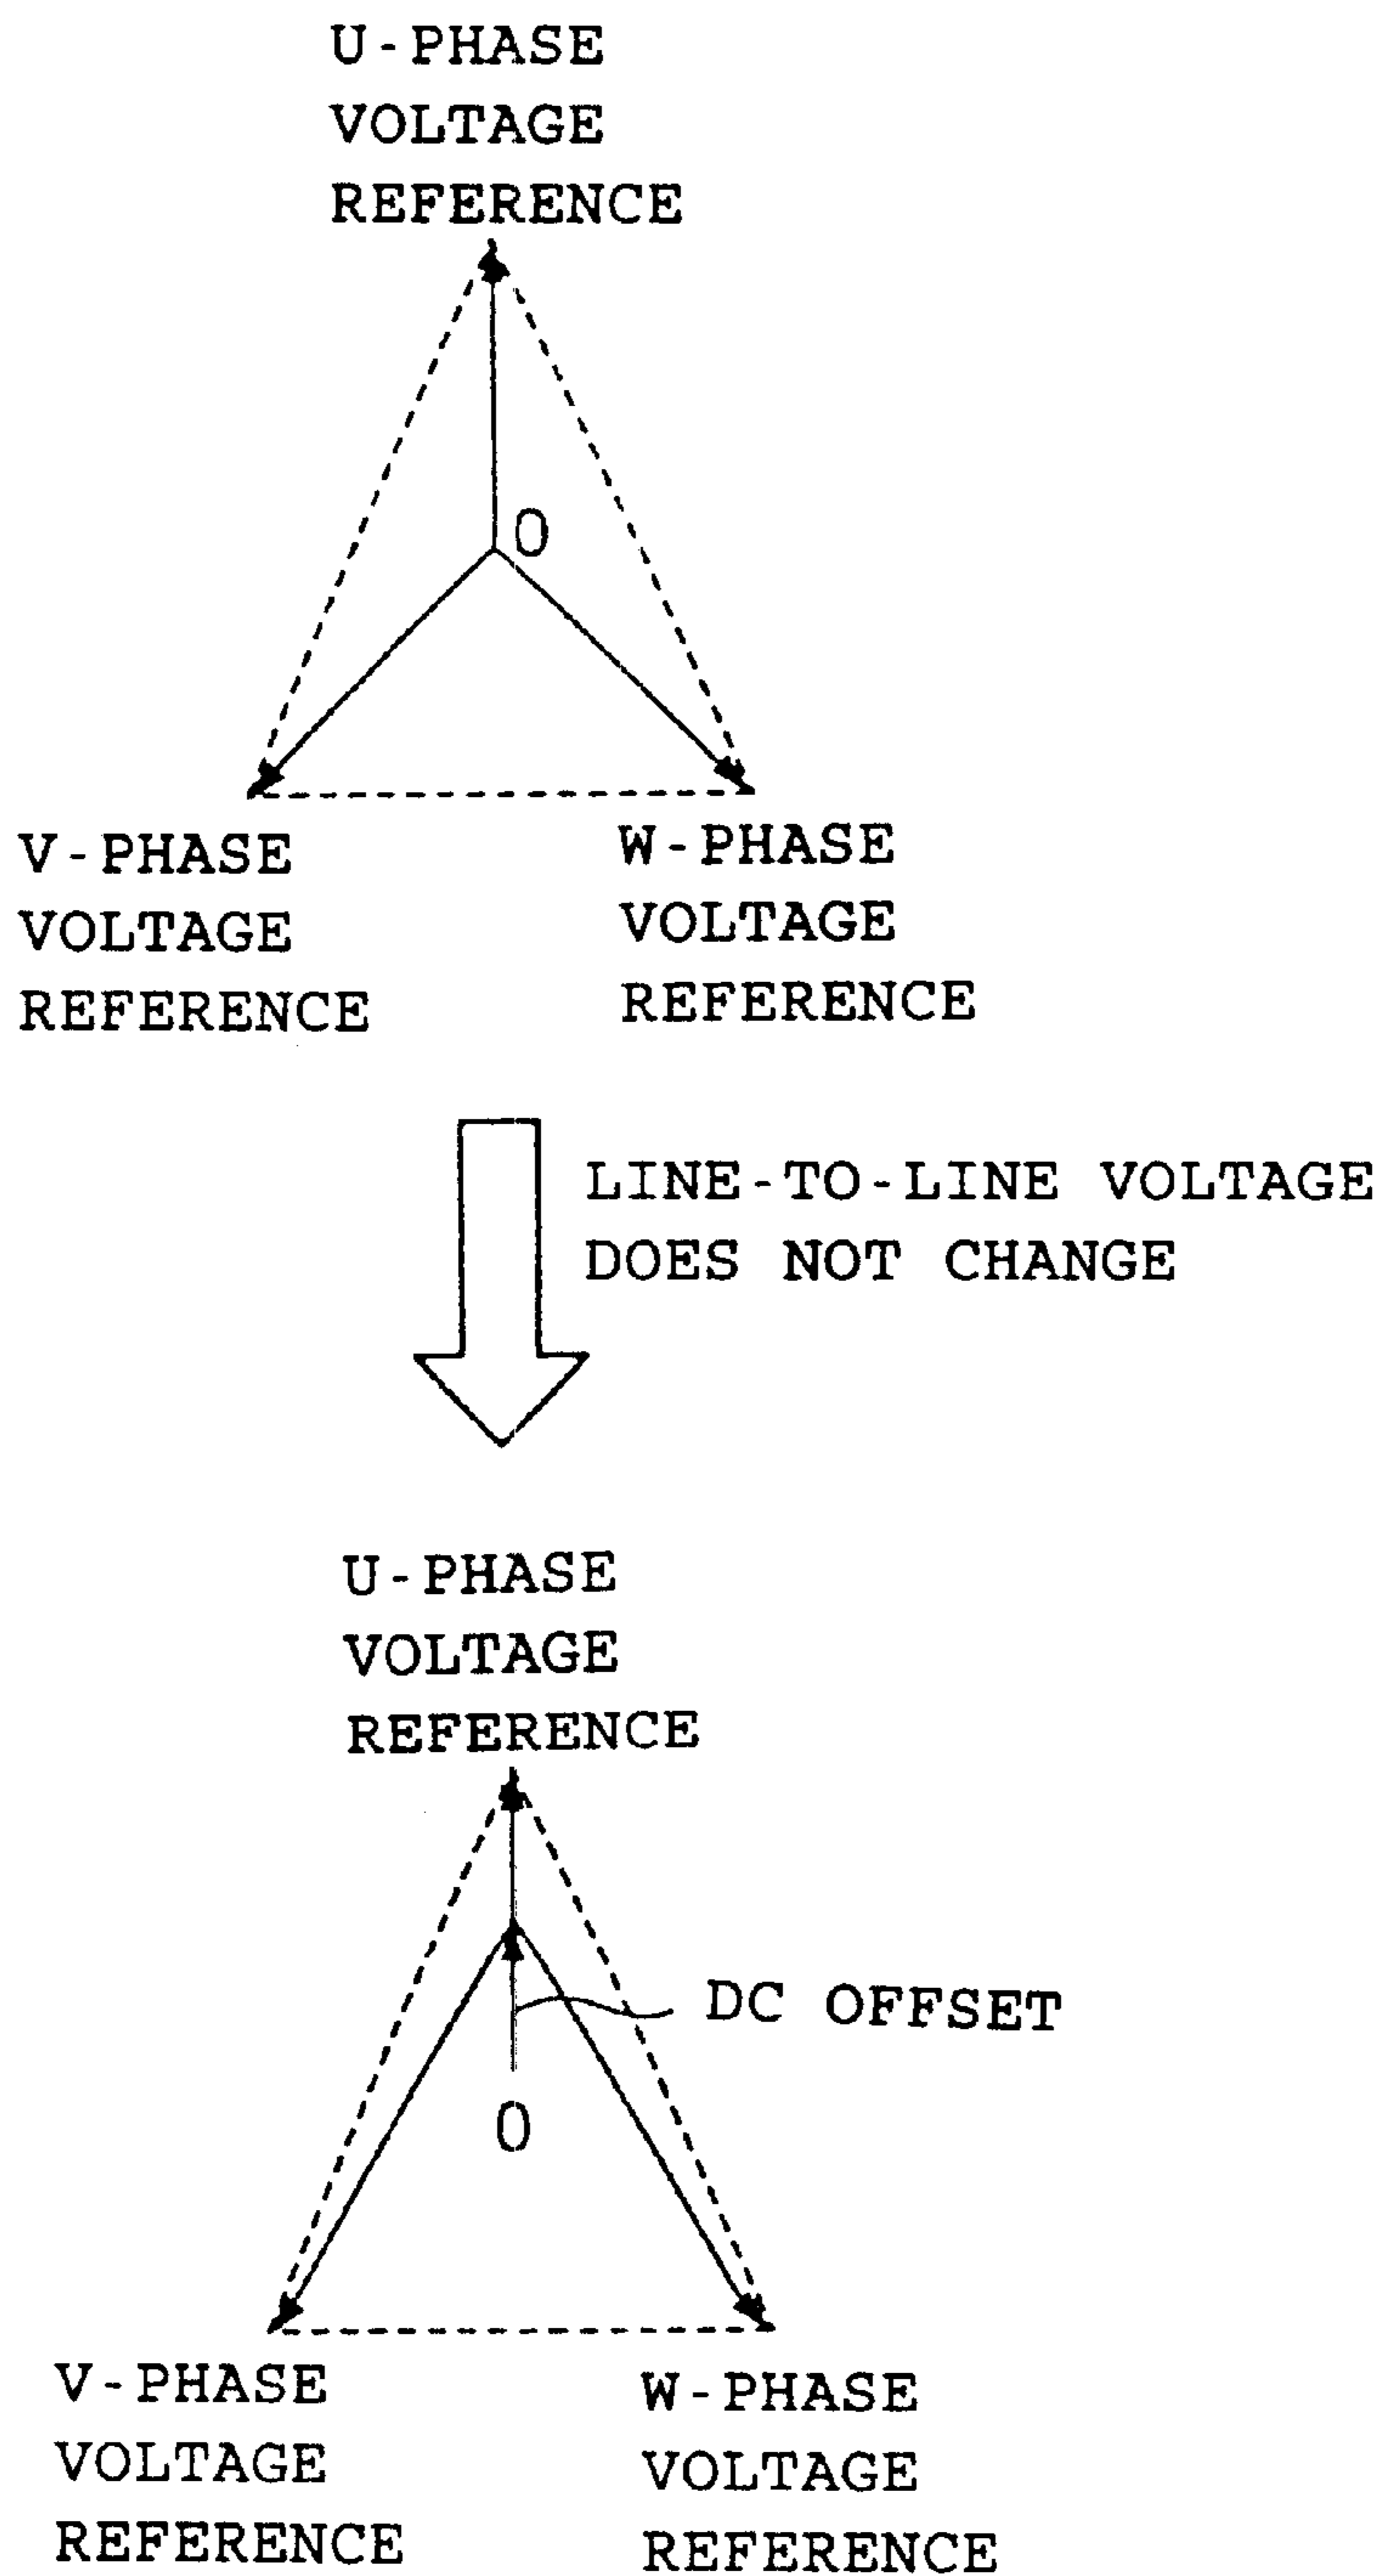 U-PHASE
VOLTAGE
REFERENCE
0
V-PHASE
VOLTAGE
REFERENCE
W-PHASE
VOLTAGE
REFERENCE
LINE-TO-LINE VOLTAGE
DOES NOT CHANGE
U-PHASE
VOLTAGE
REFERENCE
DC OFFSET
0
V-PHASE
VOLTAGE
REFERENCE
W-PHASE
VOLTAGE
REFERENCE